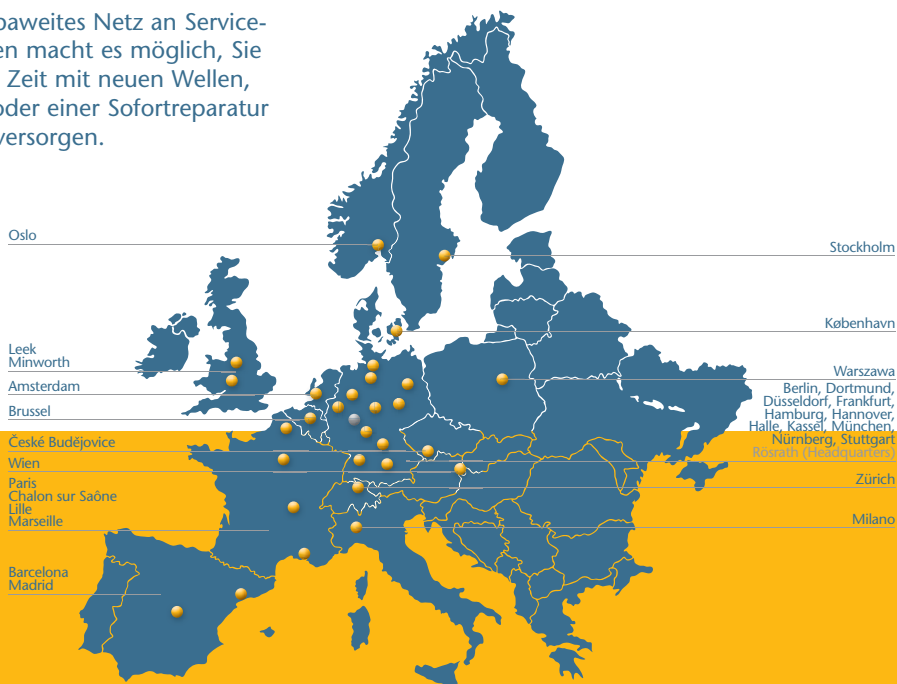 paweites Netz an Service-
en macht es möglich, Sie
Zeit mit neuen Wellen,
oder einer Sofortreparatur
versorgen.
Oslo
Stockholm
København
Leek
Minworth
Amsterdam
Brussel
České Budějovice
Wien
Paris
Chalon sur Saône
Lille
Marseille
Barcelona
Madrid
Warszawa
Berlin, Dortmund,
Düsseldorf, Frankfurt,
Hamburg, Hannover,
Halle, Kassel, München,
Nürnberg, Stuttgart
Rösrath (Headquarters)
Zürich
Milano